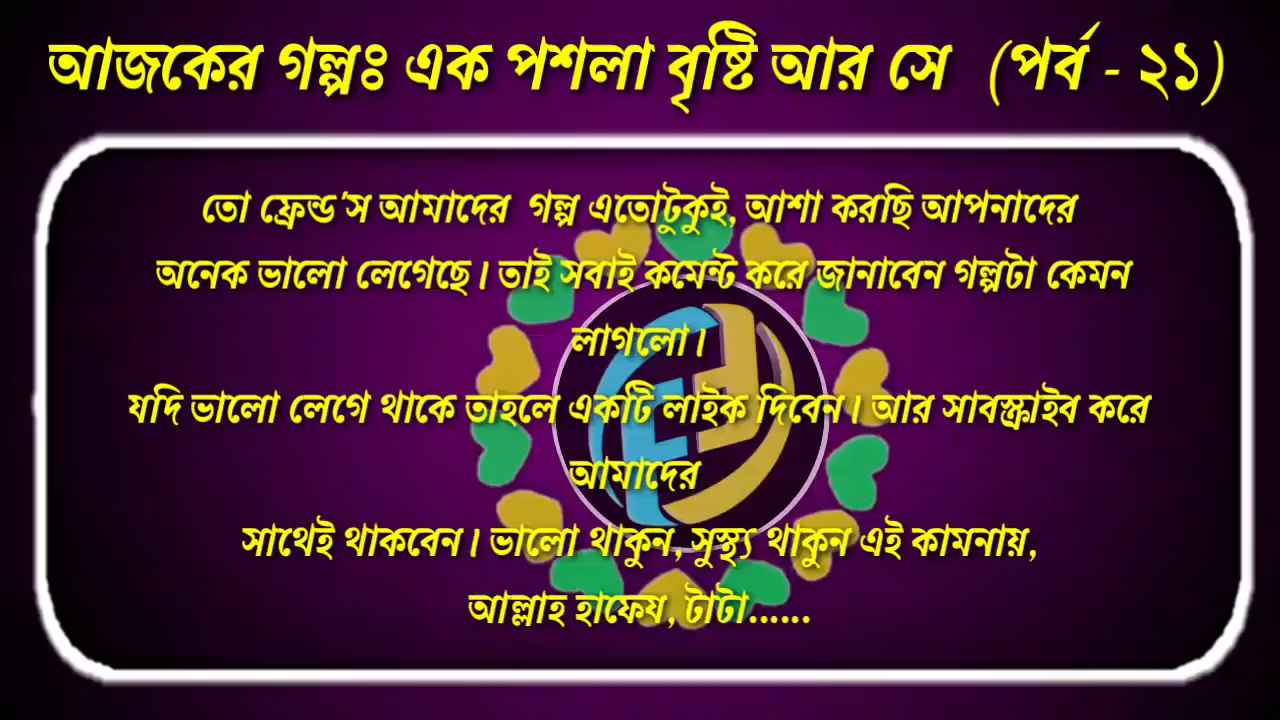 আজকের গল্পঃ এক পশলা বৃষ্টি আর সে (পর্ব - ২১)
তো ফ্রেন্ড'স আমাদের গল্প এতোটুকুই, আশা করছি আপনাদের
অনেক ভালো লেগেছে। তাই সবাই কমেন্ট করে জানাবেন গল্পটা কেমন
লাগলো।
যদি ভালো লেগে থাকে তাহলে একটি লাইক দিবেন। আর সাবস্ক্রাইব করে
আমাদের
সাথেই থাকবেন। ভালো থাকুন, সুস্থ্য থাকুন এই কামনায়,
আল্লাহ হাফেয, টাটা......